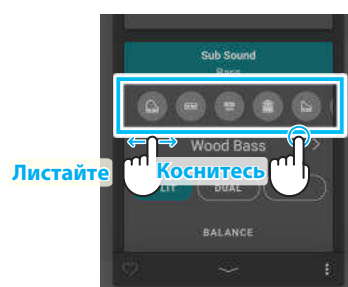 Sub Sound
Bass
Wood Bass
Листайте
Коснитесь
DUAL
BALANCE